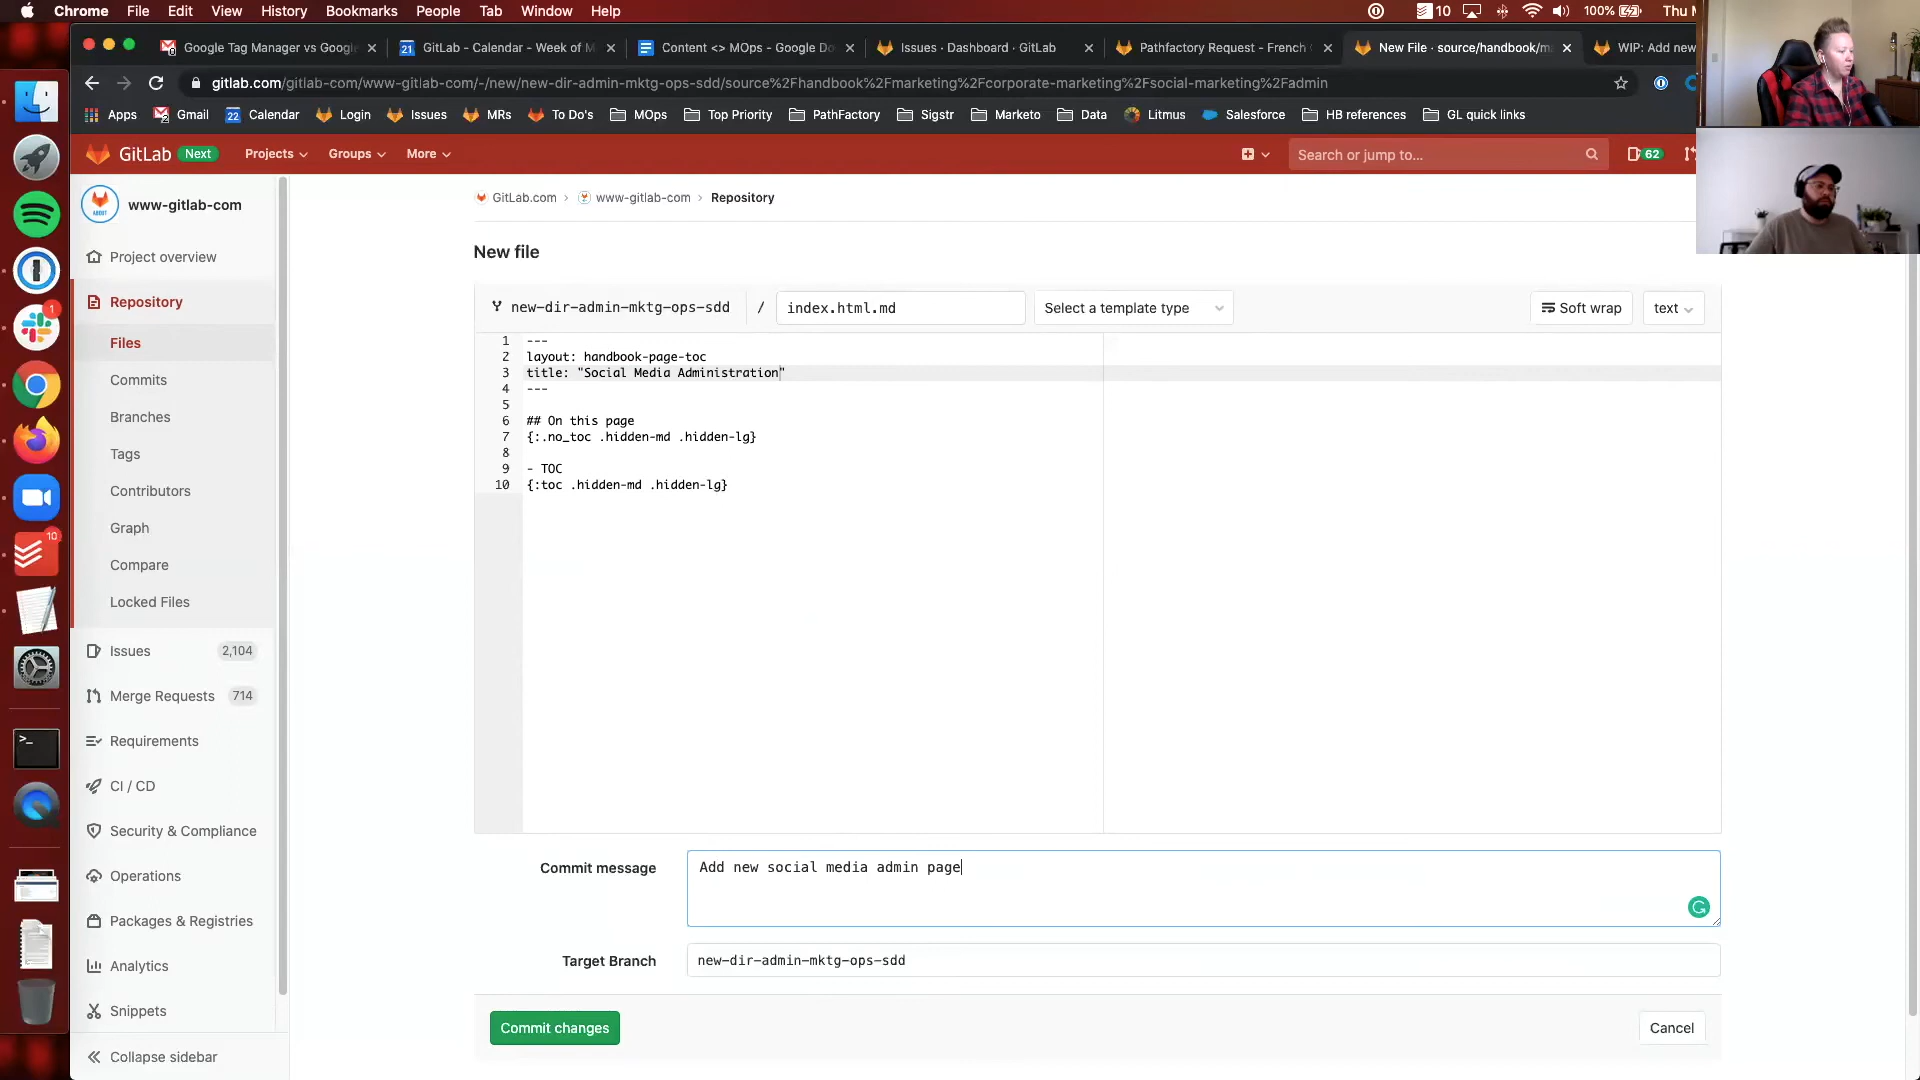 Chrome File Edit View History Bookmarks People Tab Window Help
10 100% Thu
Google Tag Manager vs Google
GitLab - Calendar - Week of M
Content <> MOps - Google Do
Issues · Dashboard · GitLab
Pathfactory Request - French
New File · source/handbook/m
WIP: Add new
gitlab.com/gitlab-com/www-gitlab-com/-/new/new-dir-admin-mktg-ops-sdd/source%2Fhandbook%2Fmarketing%2Fcorporate-marketing%2Fsocial-marketing%2Fadmin
Apps Gmail Calendar Login Issues MRs To Do's MOps Top Priority PathFactory Sigstr Marketo Data Litmus Salesforce HB references GL quick links
GitLab Next Projects Groups More Search or jump to... 62
www-gitlab-com
Project overview
Repository
Files
Commits
Branches
Tags
Contributors
Graph
Compare
Locked Files
Issues 2,104
Merge Requests 714
Requirements
CI / CD
Security & Compliance
Operations
Packages & Registries
Analytics
Snippets
Collapse sidebar
GitLab.com › www-gitlab-com › Repository
New file
new-dir-admin-mktg-ops-sdd / index.html.md Select a template type Soft wrap text
1 ---
2 layout: handbook-page-toc
3 title: "Social Media Administration"
4 ---
5
6 ## On this page
7 {:.no_toc .hidden-md .hidden-lg}
8
9 - TOC
10 {:toc .hidden-md .hidden-lg}
Commit message Add new social media admin page
Target Branch new-dir-admin-mktg-ops-sdd
Commit changes Cancel
1
10